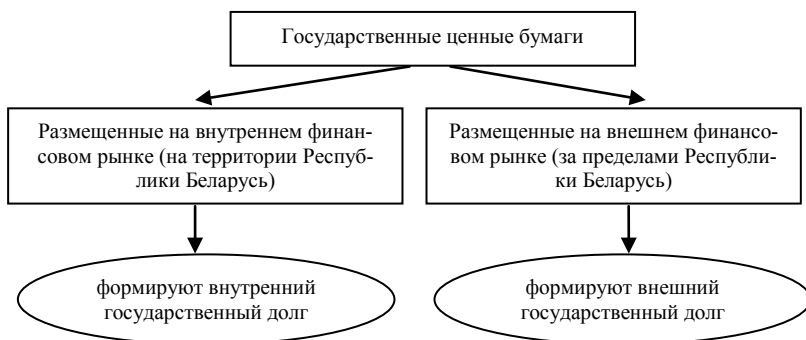 Государственные ценные бумаги
Размещенные на внутреннем финан-
совом рынке (на территории Респуб-
лики Беларусь)
Размещенные на внешнем финансо-
вом рынке (за пределами Республи-
ки Беларусь)
формируют внутренний
государственный долг
формируют внешний
государственный долг